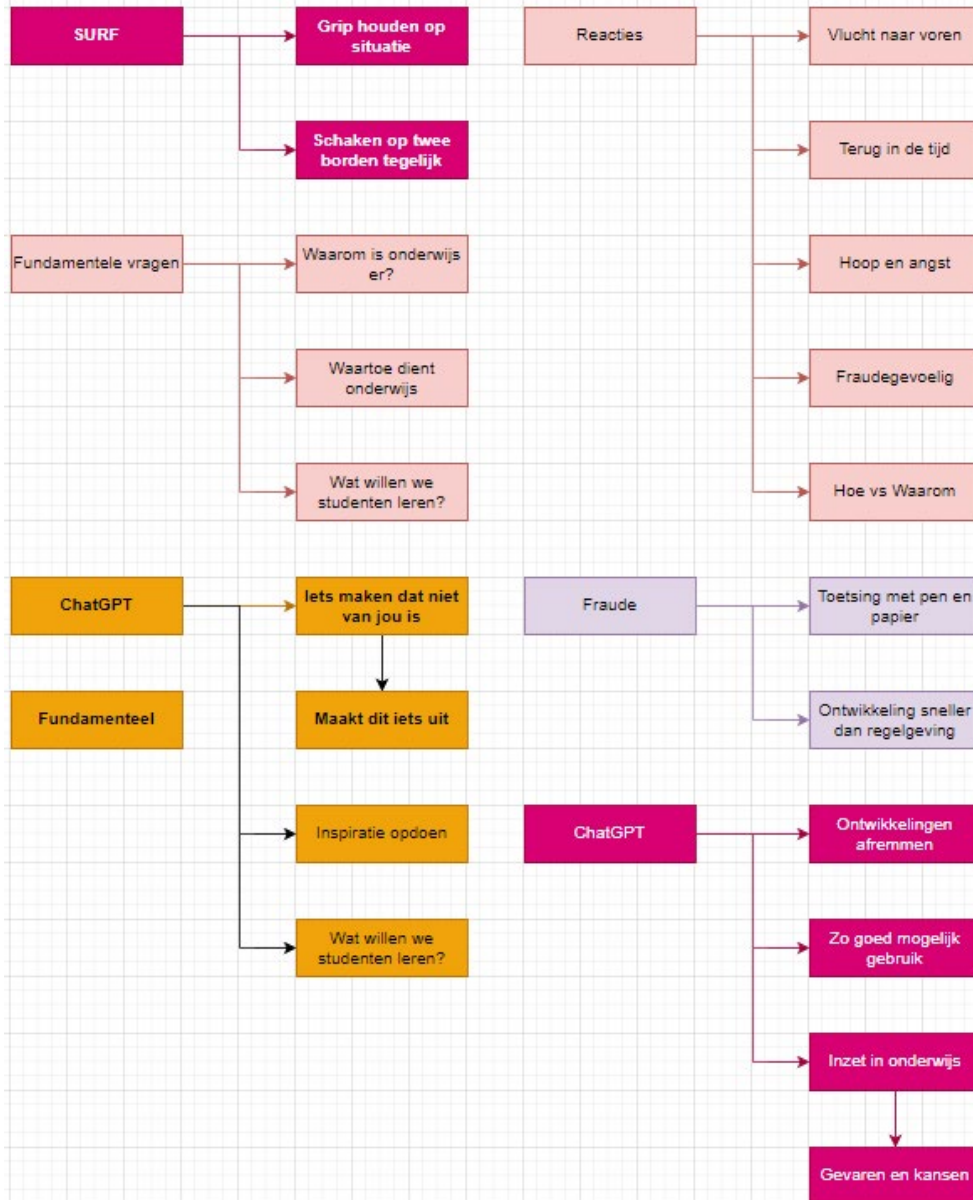 SURF
Grip houden op
situatie
Schaken op twee
borden tegelijk
Reacties
Vlucht naar voren
Terug in de tijd
Hoop en angst
Fraudegevoelig
Hoe vs Waarom
Fundamentele vragen
Waarom is onderwijs
er?
Waartoe dient
onderwijs
Wat willen we
studenten leren?
ChatGPT
Iets maken dat niet
van jou is
Maakt dit iets uit
Inspiratie opdoen
Wat willen we
studenten leren?
Fundamenteel
Fraude
Toetsing met pen en
papier
Ontwikkeling sneller
dan regelgeving
ChatGPT
Ontwikkelingen
afremmen
Zo goed mogelijk
gebruik
Inzet in onderwijs
Gevaren en kansen